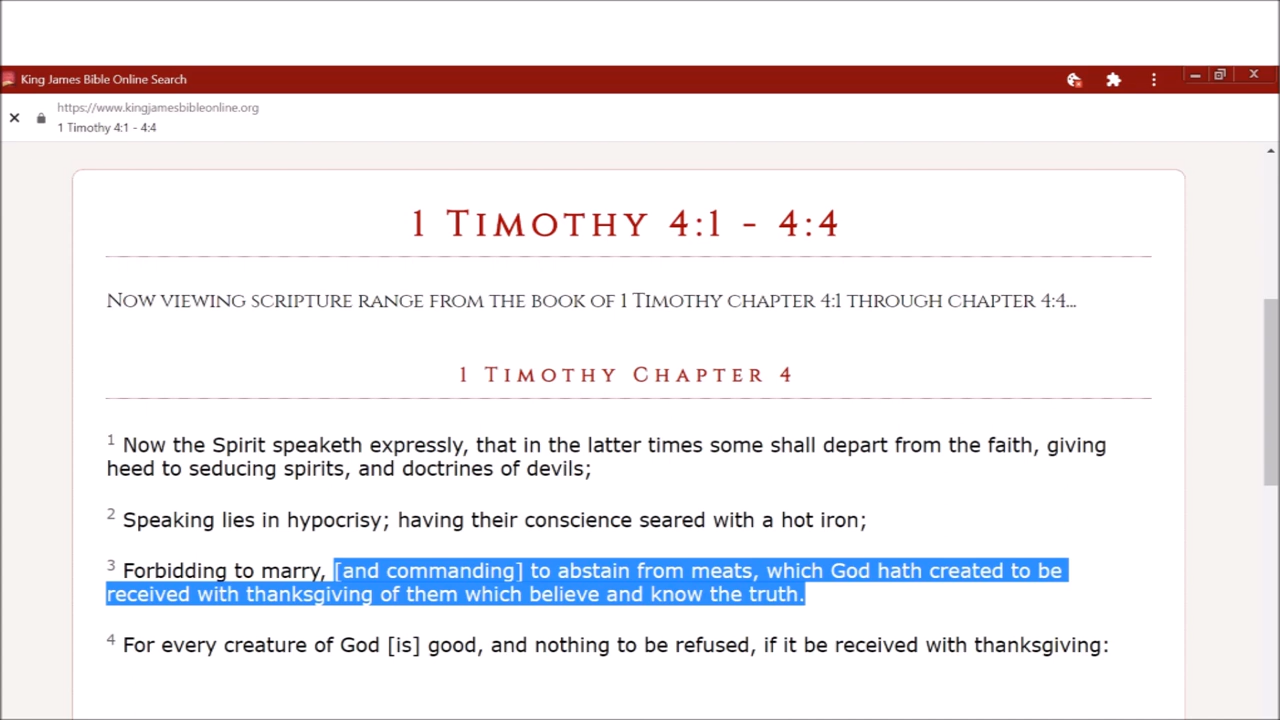 King James Bible Online Search
https://www.kingjamesbibleonline.org
1 Timothy 4:1 - 4:4
1 Timothy 4:1 - 4:4
Now viewing scripture range from the book of 1 Timothy chapter 4:1 through chapter 4:4...
1 Timothy Chapter 4
1 Now the Spirit speaketh expressly, that in the latter times some shall depart from the faith, giving
heed to seducing spirits, and doctrines of devils;
2 Speaking lies in hypocrisy; having their conscience seared with a hot iron;
3 Forbidding to marry, [and commanding] to abstain from meats, which God hath created to be
received with thanksgiving of them which believe and know the truth.
4 For every creature of God [is] good, and nothing to be refused, if it be received with thanksgiving: